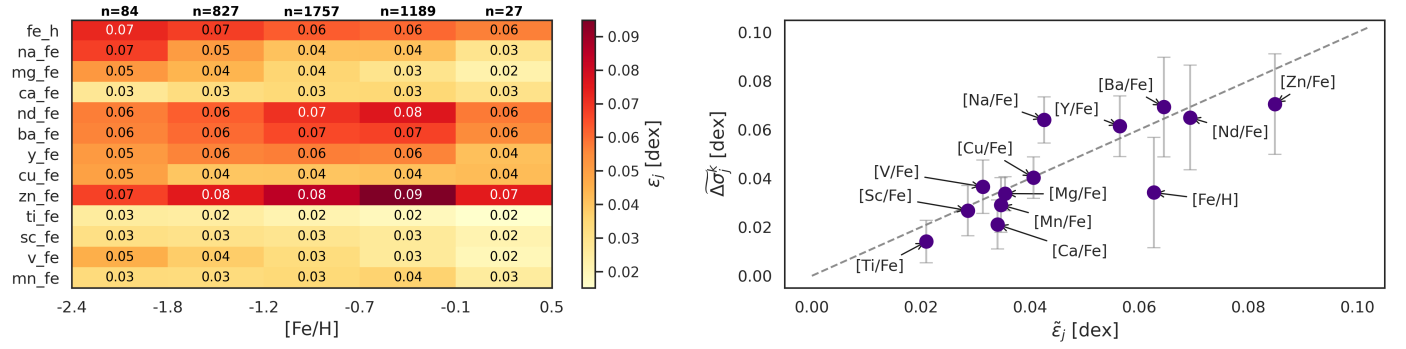 n=84 n=827 n=1757 n=1189 n=27
fe_h 0.07 0.07 0.06 0.06 0.06
na_fe 0.07 0.05 0.04 0.04 0.03
mg_fe 0.05 0.04 0.04 0.03 0.02
ca_fe 0.03 0.03 0.03 0.03 0.03
nd_fe 0.06 0.06 0.07 0.08 0.06
ba_fe 0.06 0.06 0.07 0.07 0.06
y_fe 0.05 0.06 0.06 0.06 0.04
cu_fe 0.05 0.04 0.04 0.04 0.04
zn_fe 0.07 0.08 0.08 0.09 0.07
ti_fe 0.03 0.02 0.02 0.02 0.02
sc_fe 0.03 0.03 0.03 0.03 0.02
v_fe 0.05 0.04 0.03 0.03 0.02
mn_fe 0.03 0.03 0.03 0.04 0.03
-2.4 -1.8 -1.2 -0.7 -0.1 0.5
[Fe/H]
0.09
0.08
0.07
0.06
0.05
0.04
0.03
0.02
εj [dex]
0.10
0.08
0.06
0.04
0.02
0.00
Δσjk [dex]
[Zn/Fe]
[Ba/Fe]
[Na/Fe]
[Y/Fe]
[Nd/Fe]
[Cu/Fe]
[V/Fe]
[Sc/Fe]
[Mg/Fe]
[Fe/H]
[Mn/Fe]
[Ca/Fe]
[Ti/Fe]
0.00 0.02 0.04 0.06 0.08 0.10
ε̃j [dex]